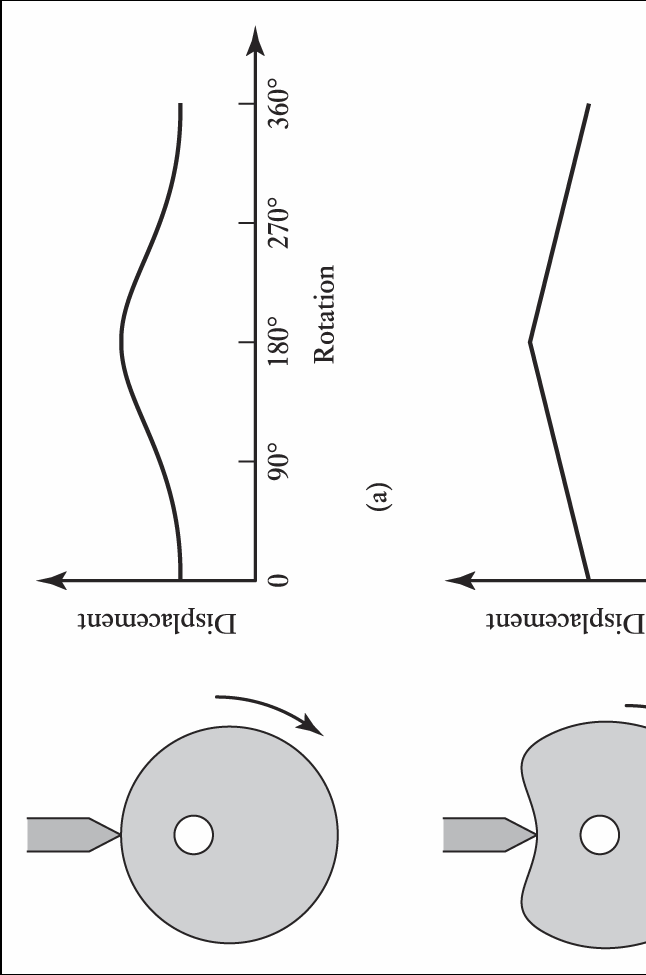 Displacement
0
90°
180°
270°
360°
Rotation
(a)
Displacement